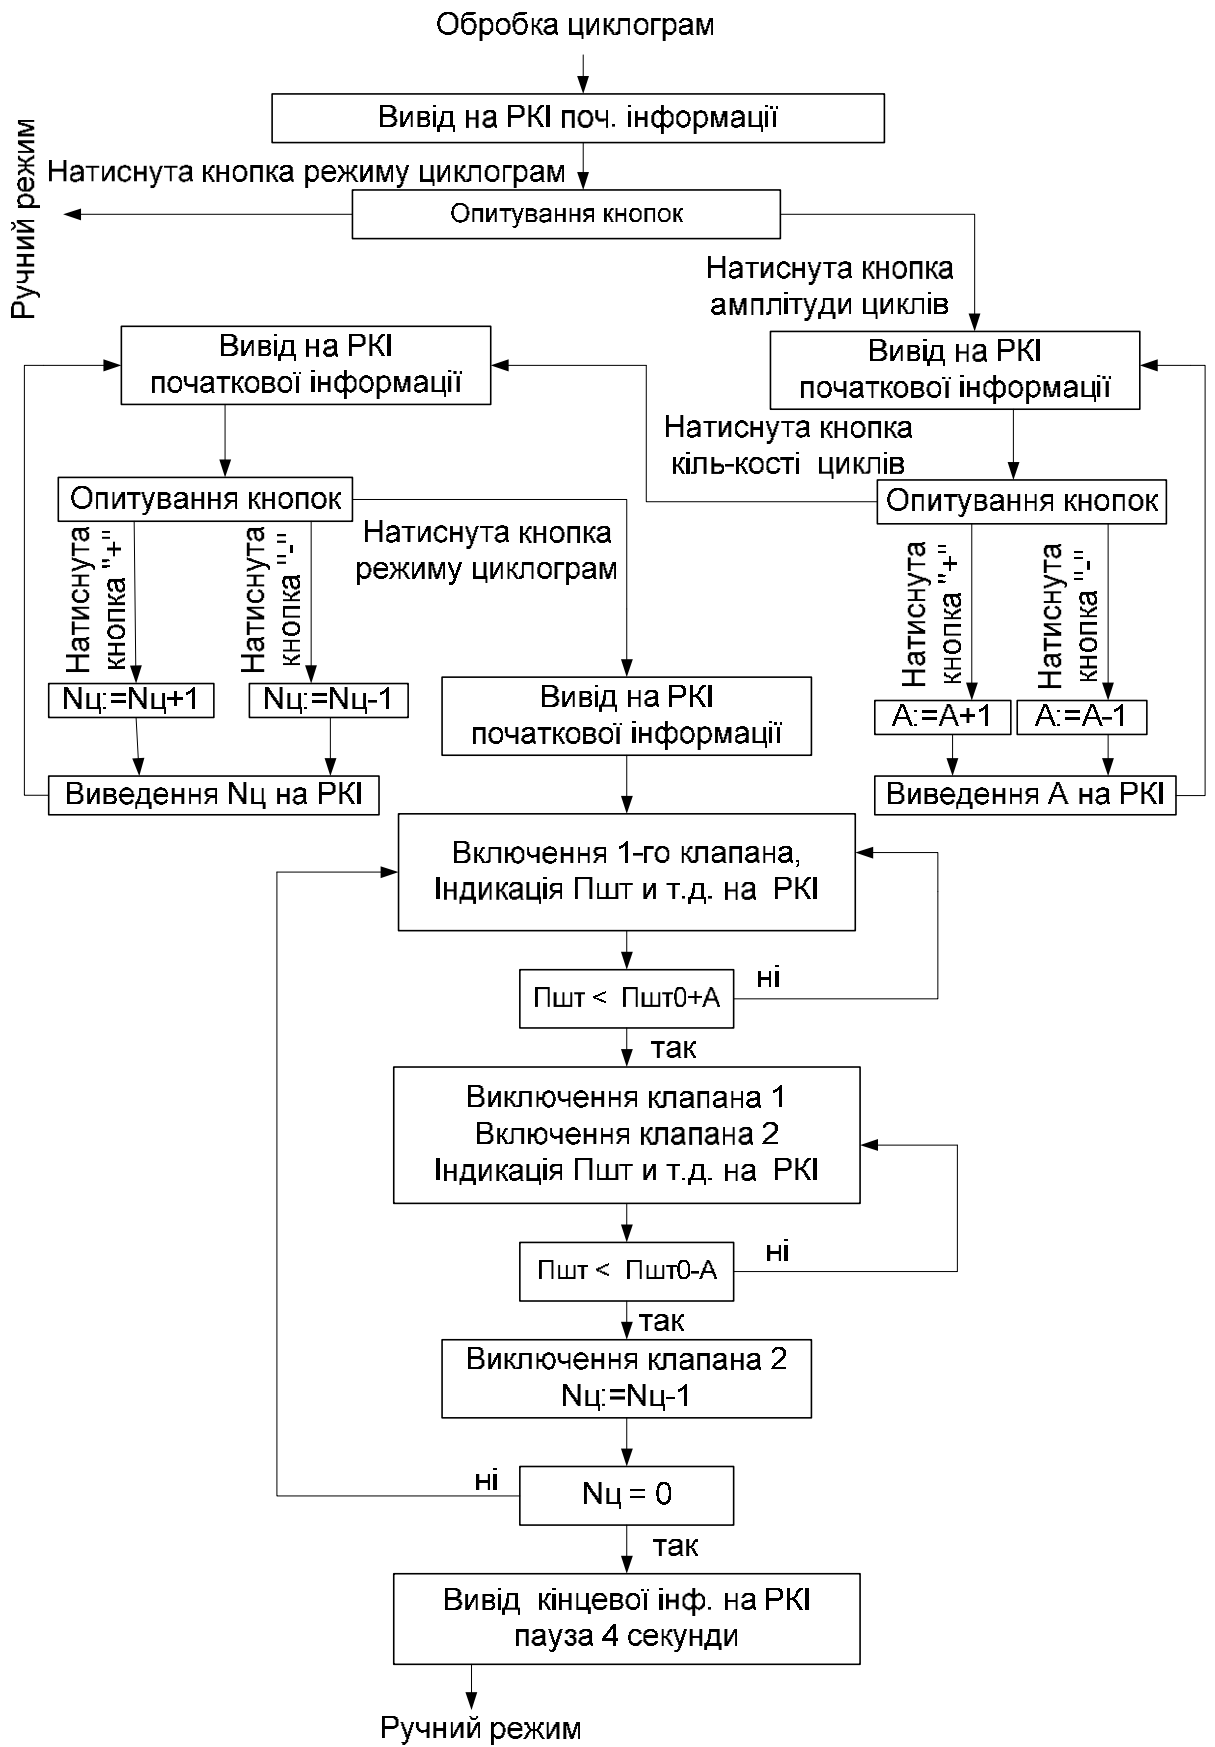 Обробка циклограм
Вивід на РКІ поч. інформації
Натиснута кнопка режиму циклограм
Ручний режим
Опитування кнопок
Натиснута кнопка
амплітуди циклів
Вивід на РКІ
початкової інформації
Вивід на РКІ
початкової інформації
Натиснута кнопка
кіль-кості циклів
Опитування кнопок
Опитування кнопок
Натиснута кнопка
режиму циклограм
Натиснута
кнопка "+"
Натиснута
кнопка "-"
Натиснута
кнопка "+"
Натиснута
кнопка "-"
Nц:=Nц+1
Nц:=Nц-1
Вивід на РКІ
початкової інформації
A:=A+1
A:=A-1
Виведення Nц на РКІ
Виведення А на РКІ
Включення 1-го клапана,
Індикація Пшт и т.д. на РКІ
Пшт < Пшт0+А
ні
так
Виключення клапана 1
Включення клапана 2
Індикація Пшт и т.д. на РКІ
Пшт < Пшт0-А
ні
так
Виключення клапана 2
Nц:=Nц-1
ні
Nц = 0
так
Вивід кінцевої інф. на РКІ
пауза 4 секунди
Ручний режим